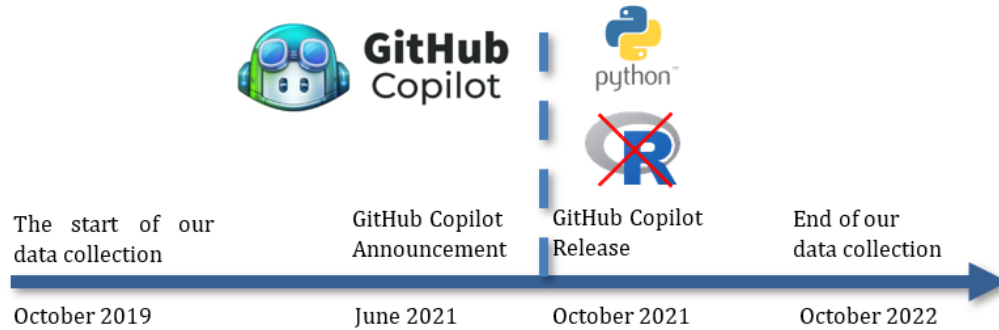 GitHub
Copilot
python™
R
The start of our
data collection
GitHub Copilot
Announcement
GitHub Copilot
Release
End of our
data collection
October 2019
June 2021
October 2021
October 2022